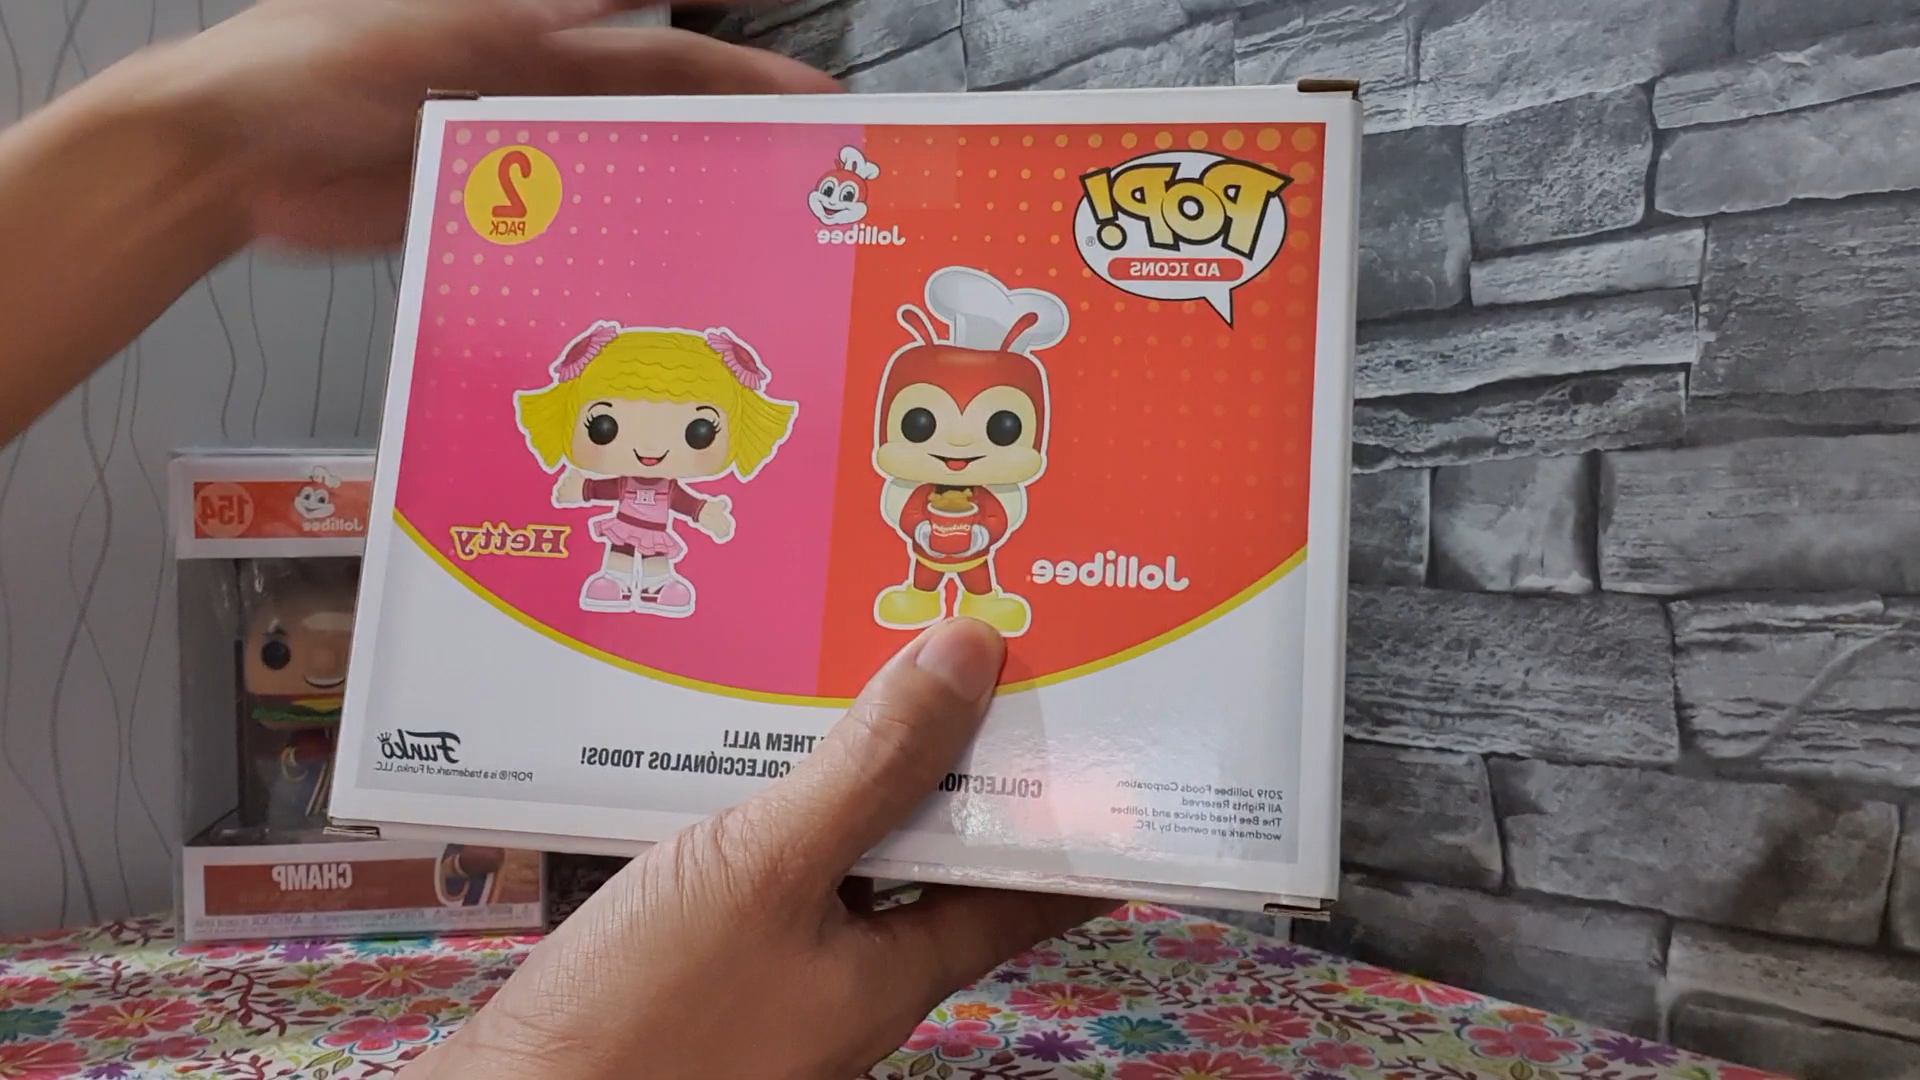 POP!
AD ICONS
Jollibee
2
PACK
Jollibee
Hetty
THEM ALL!
COLECCIÓNALOS TODOS!
2019 Jollibee Foods Corporation.
All Rights Reserved.
The Bee Head device and Jollibee
wordmark are owned by JFC.
POP!® is a trademark of Funko, LLC.
Funko
Jollibee
154
CHAMP